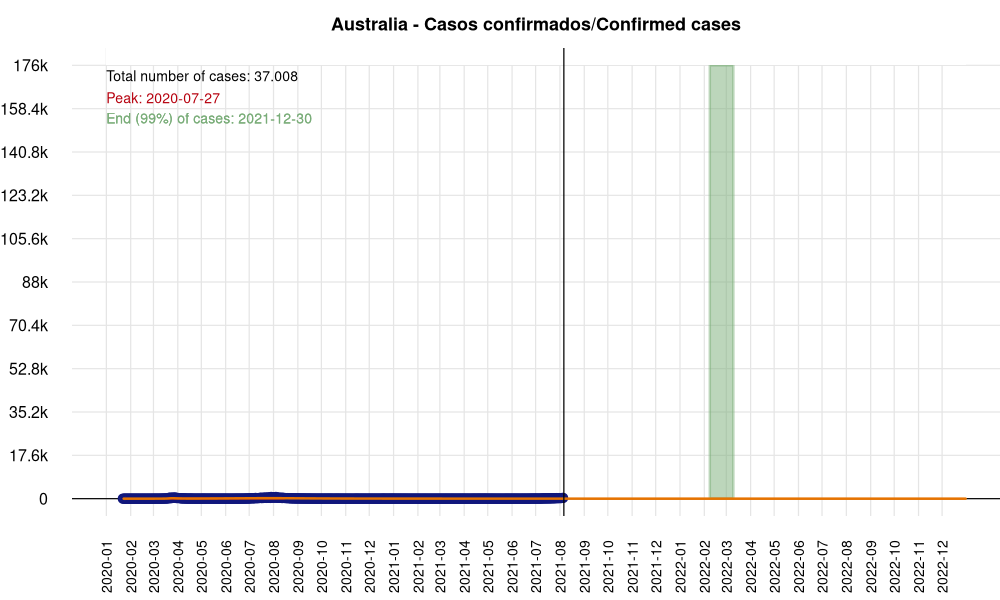 Australia - Casos confirmados/Confirmed cases
176k
Total number of cases: 37.008
Peak: 2020-07-27
158.4k
End (99%) of cases: 2021-12-30
140.8k
123.2k
105.6k
88k
70.4k
52.8k
35.2k
17.6k
0
2020-01
2020-02
2020-03
2020-04
2020-05
2020-06
2020-07
2020-08
2020-09
2020-10
2020-11
2020-12
2021-01
2021-02
2021-03
2021-04
2021-05
2021-06
2021-07
2021-08
2021-09
2021-10
2021-11
2021-12
2022-01
2022-02
2022-03
2022-04
2022-05
2022-06
2022-07
2022-08
2022-09
2022-10
2022-11
2022-12